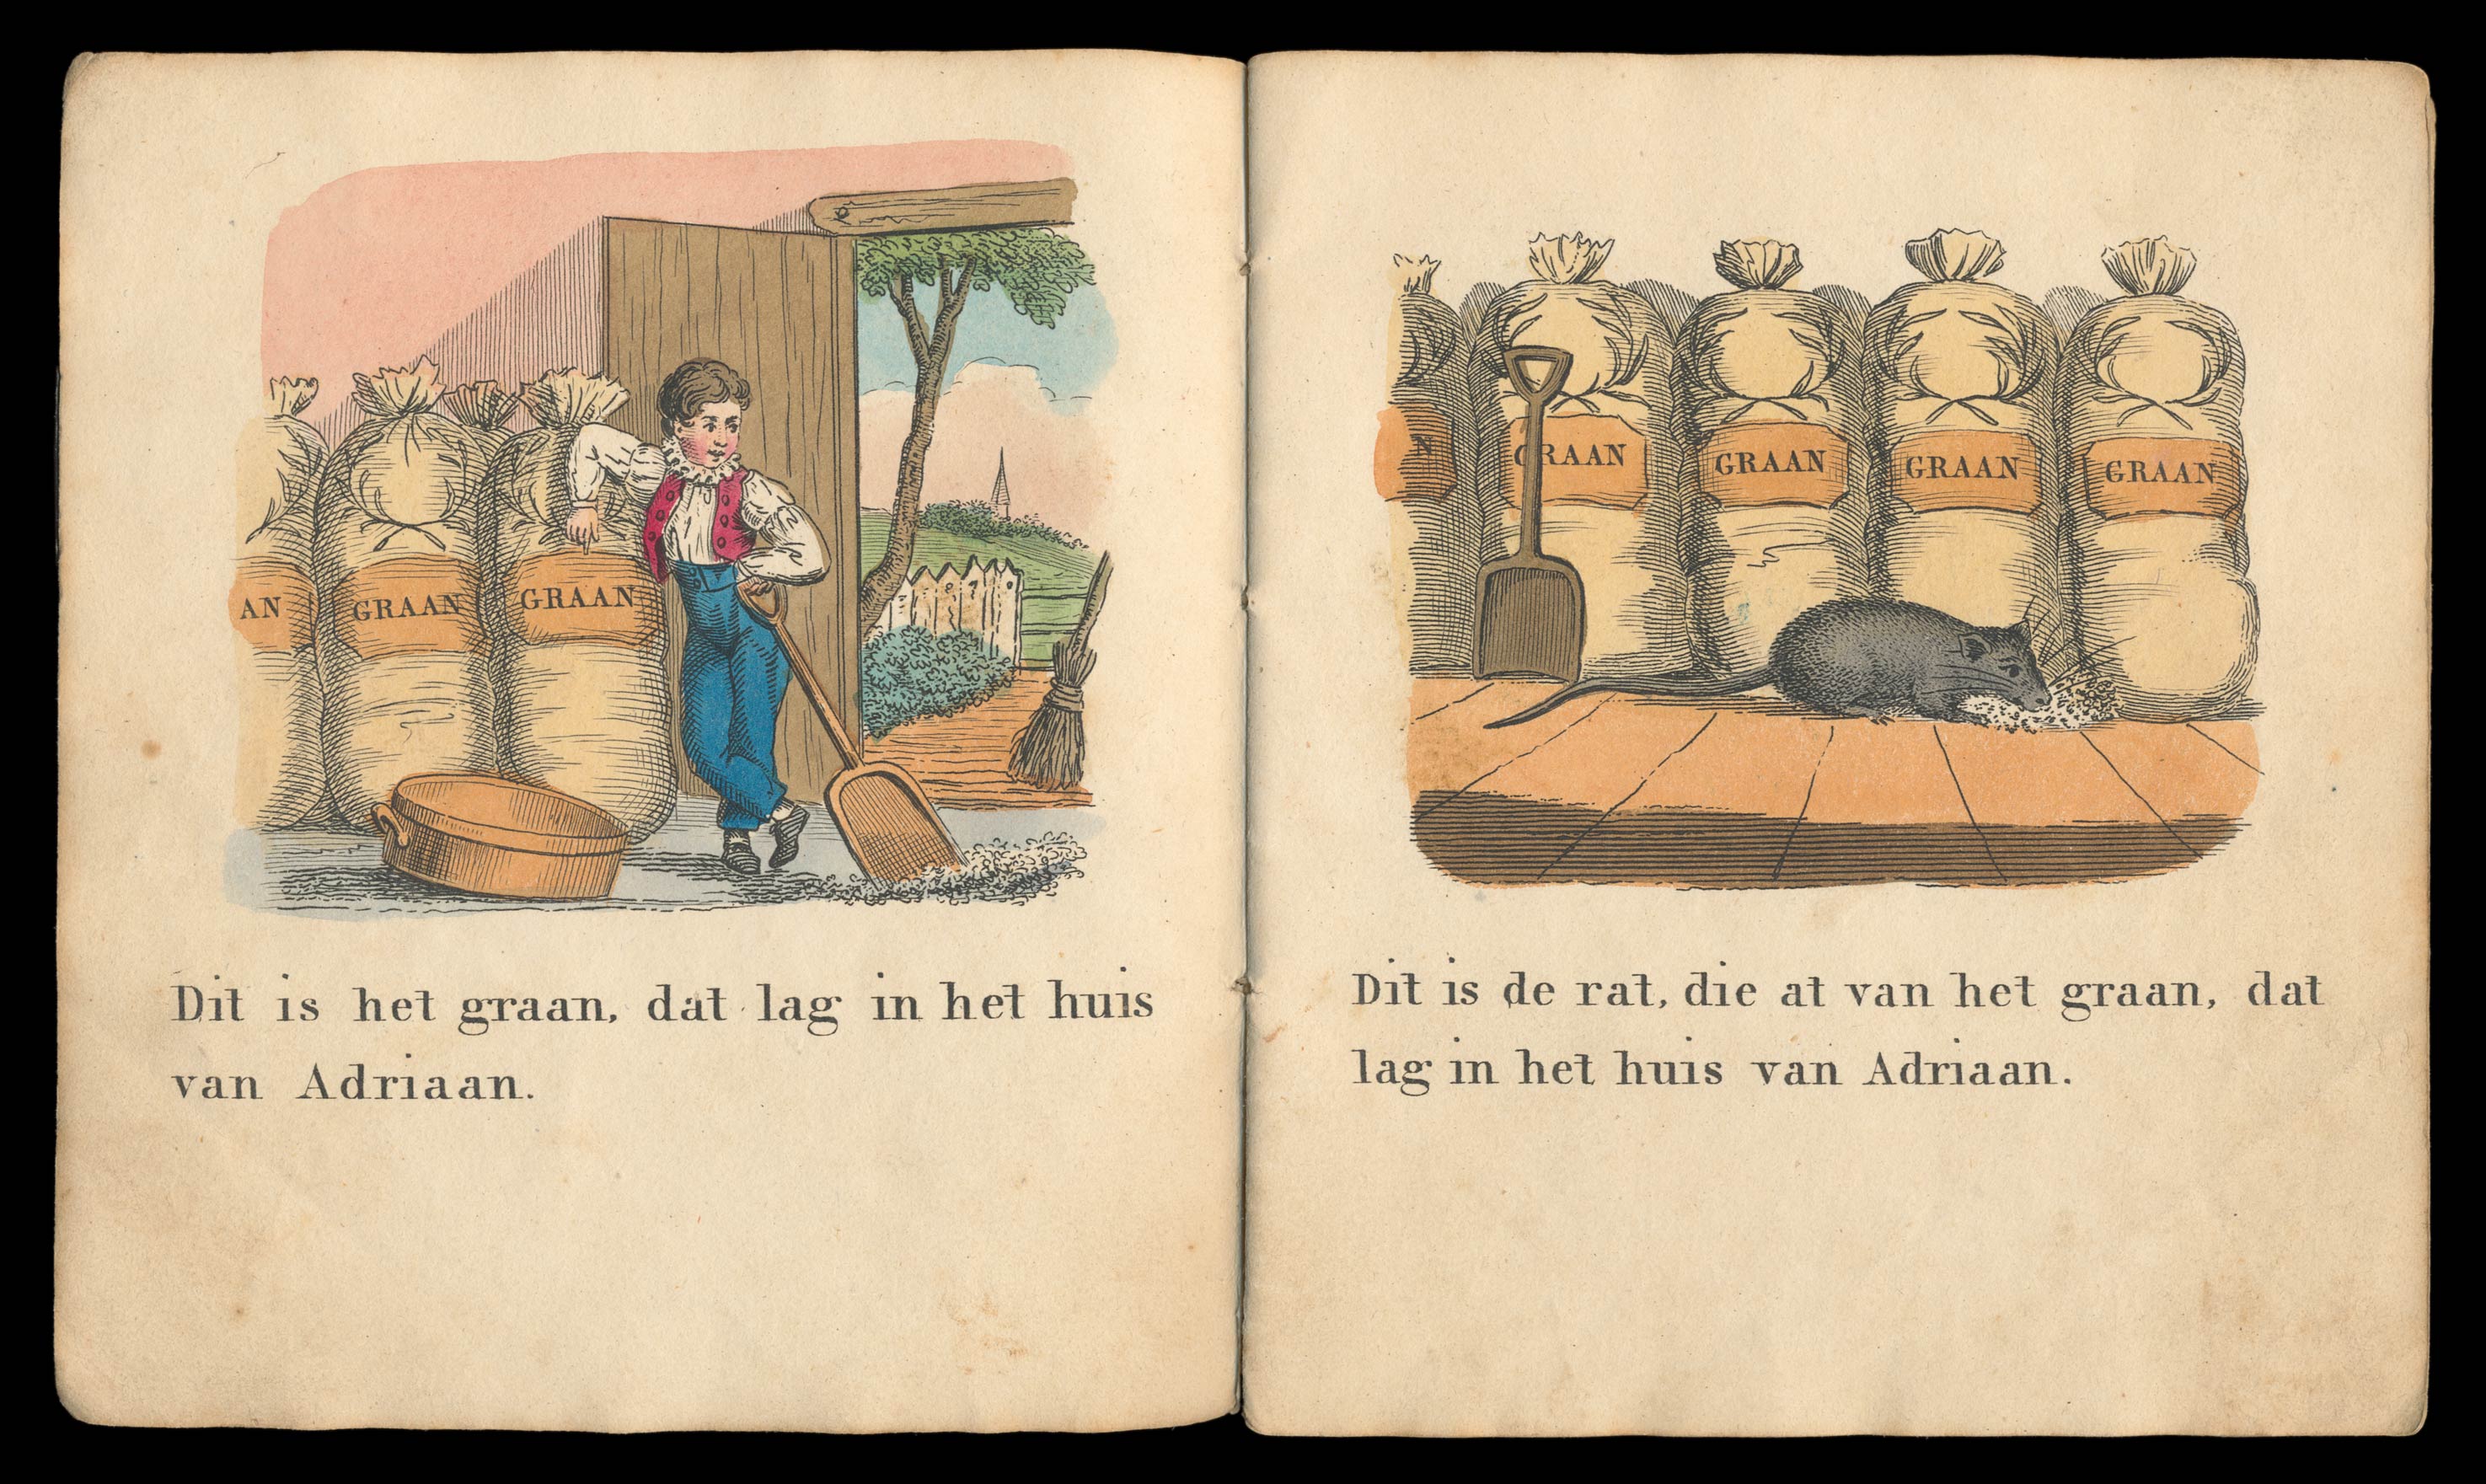 AN GRAAN GRAAN
Dit is het graan, dat lag in het huis
van Adriaan.
N GRAAN GRAAN GRAAN GRAAN
Dit is de rat, die at van het graan, dat
lag in het huis van Adriaan.